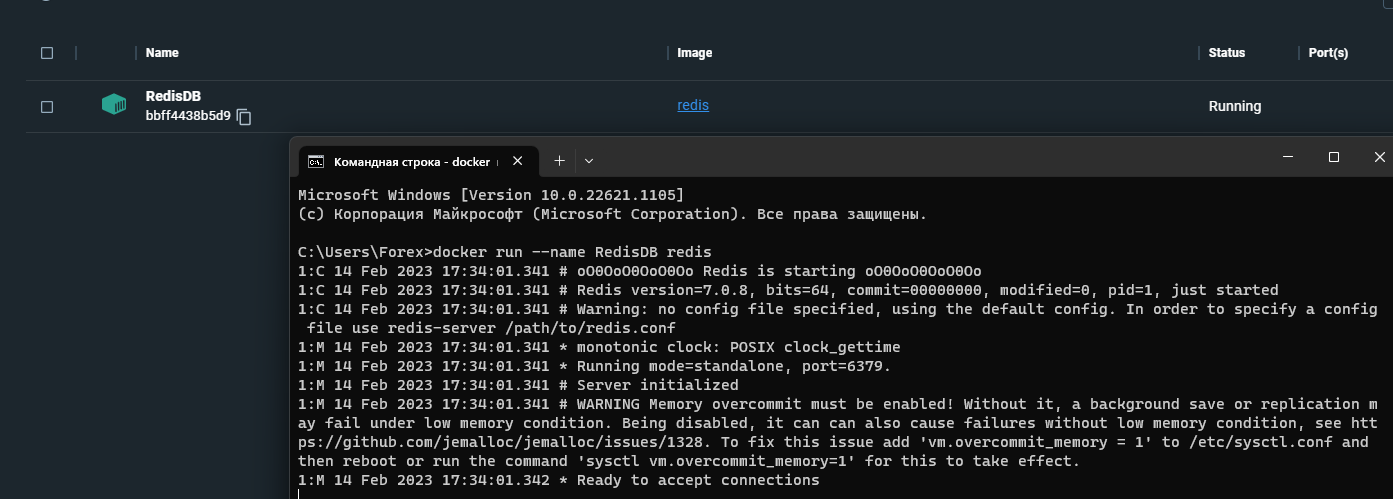 Name Image Status Port(s)
RedisDB
bbff4438b5d9 redis Running
Командная строка - docker
Microsoft Windows [Version 10.0.22621.1105]
(c) Корпорация Майкрософт (Microsoft Corporation). Все права защищены.
C:\Users\Forex>docker run --name RedisDB redis
1:C 14 Feb 2023 17:34:01.341 # oO0OoO0OoO0Oo Redis is starting oO0OoO0OoO0Oo
1:C 14 Feb 2023 17:34:01.341 # Redis version=7.0.8, bits=64, commit=00000000, modified=0, pid=1, just started
1:C 14 Feb 2023 17:34:01.341 # Warning: no config file specified, using the default config. In order to specify a config
file use redis-server /path/to/redis.conf
1:M 14 Feb 2023 17:34:01.341 * monotonic clock: POSIX clock_gettime
1:M 14 Feb 2023 17:34:01.341 * Running mode=standalone, port=6379.
1:M 14 Feb 2023 17:34:01.341 # Server initialized
1:M 14 Feb 2023 17:34:01.341 # WARNING Memory overcommit must be enabled! Without it, a background save or replication m
ay fail under low memory condition. Being disabled, it can can also cause failures without low memory condition, see htt
ps://github.com/jemalloc/jemalloc/issues/1328. To fix this issue add 'vm.overcommit_memory = 1' to /etc/sysctl.conf and
then reboot or run the command 'sysctl vm.overcommit_memory=1' for this to take effect.
1:M 14 Feb 2023 17:34:01.342 * Ready to accept connections